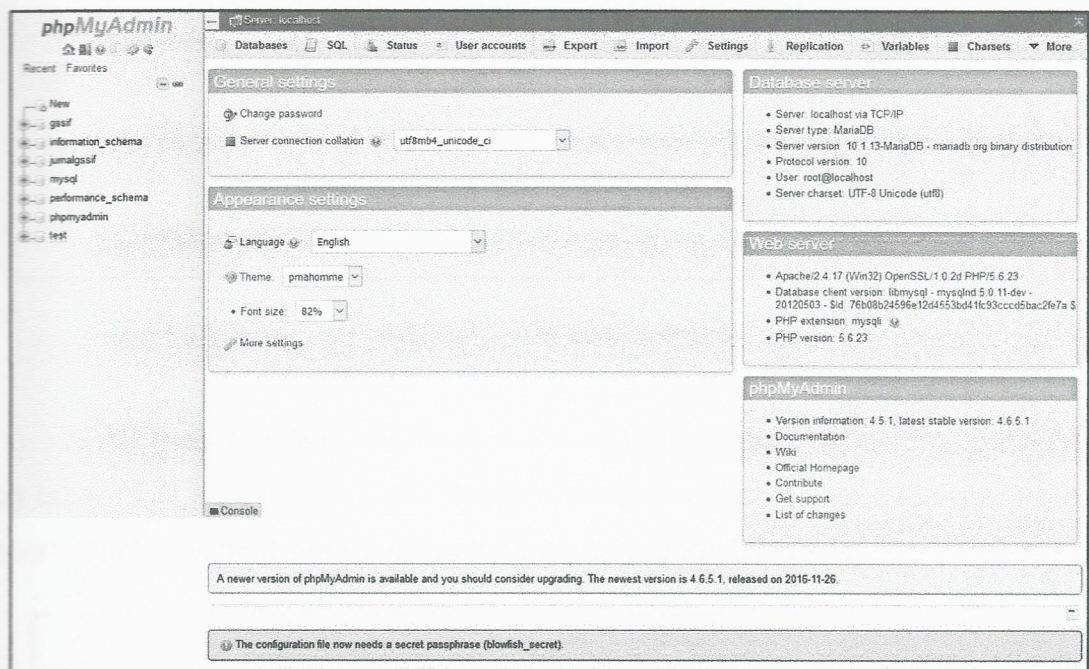 phpMyAdmin
Recent Favorites
New
gssif
information_schema
jurnalgssif
mysql
performance_schema
phpmyadmin
test
Server: localhost
Databases SQL Status User accounts Export Import Settings Replication Variables Charsets More
General settings
Change password
Server connection collation utf8mb4_unicode_ci
Appearance settings
Language English
Theme: pmahomme
Font size: 82%
More settings
Console
Database server
Server: localhost via TCP/IP
Server type: MariaDB
Server version: 10.1.13-MariaDB - mariadb.org binary distribution
Protocol version: 10
User: root@localhost
Server charset: UTF-8 Unicode (utf8)
Web server
Apache/2.4.17 (Win32) OpenSSL/1.0.2d PHP/5.6.23
Database client version: libmysql - mysqlnd 5.0.11-dev -
20120503 - $Id: 76b08b24596e12d4553bd41fc93cccd5bac2fe7a $
PHP extension: mysqli
PHP version: 5.6.23
phpMyAdmin
Version information: 4.5.1, latest stable version: 4.6.5.1
Documentation
Wiki
Official Homepage
Contribute
Get support
List of changes
A newer version of phpMyAdmin is available and you should consider upgrading. The newest version is 4.6.5.1, released on 2016-11-26.
The configuration file now needs a secret passphrase (blowfish_secret).